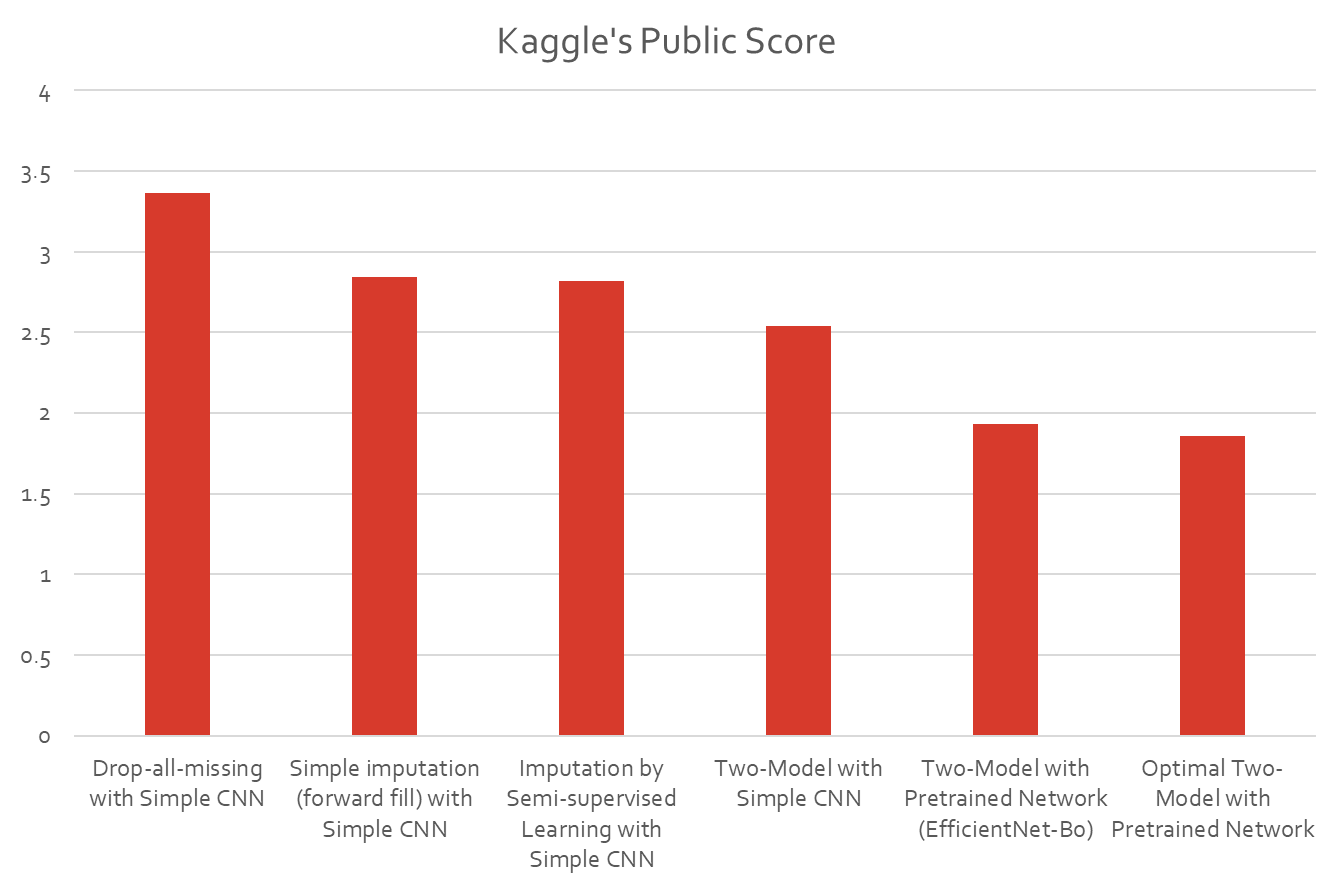 Kaggle's Public Score
4
3.5
3
2.5
2
1.5
1
0.5
0
Drop-all-missing
with Simple CNN
Simple imputation
(forward fill) with
Simple CNN
Imputation by
Semi-supervised
Learning with
Simple CNN
Two-Model with
Simple CNN
Two-Model with
Pretrained Network
(EfficientNet-B0)
Optimal Two-
Model with
Pretrained Network